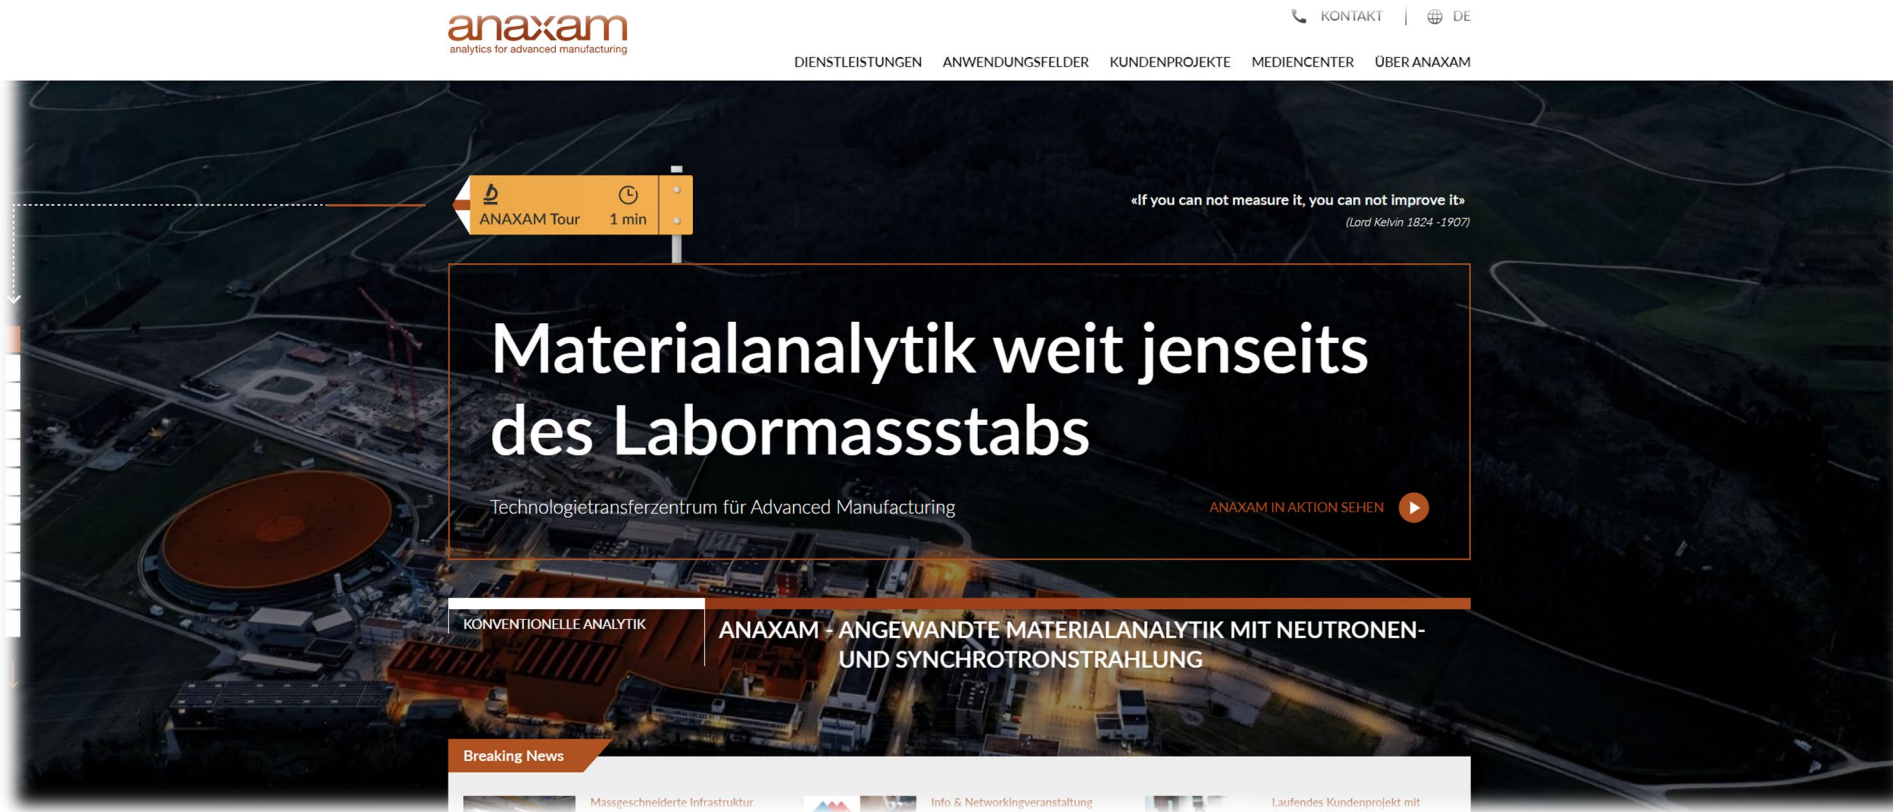 anaxam
analytics for advanced manufacturing
KONTAKT
DE
DIENSTLEISTUNGEN
ANWENDUNGSFELDER
KUNDENPROJEKTE
MEDIENCENTER
ÜBER ANAXAM
ANAXAM Tour
1 min
«If you can not measure it, you can not improve it»
(Lord Kelvin 1824 -1907)
Materialanalytik weit jenseits
des Labormassstabs
Technologietransferzentrum für Advanced Manufacturing
ANAXAM IN AKTION SEHEN
KONVENTIONELLE ANALYTIK
ANAXAM - ANGEWANDTE MATERIALANALYTIK MIT NEUTRONEN-
UND SYNCHROTRONSTRAHLUNG
Breaking News
Massgeschneiderte Infrastruktur
Info & Networkingveranstaltung
Laufendes Kundenprojekt mit